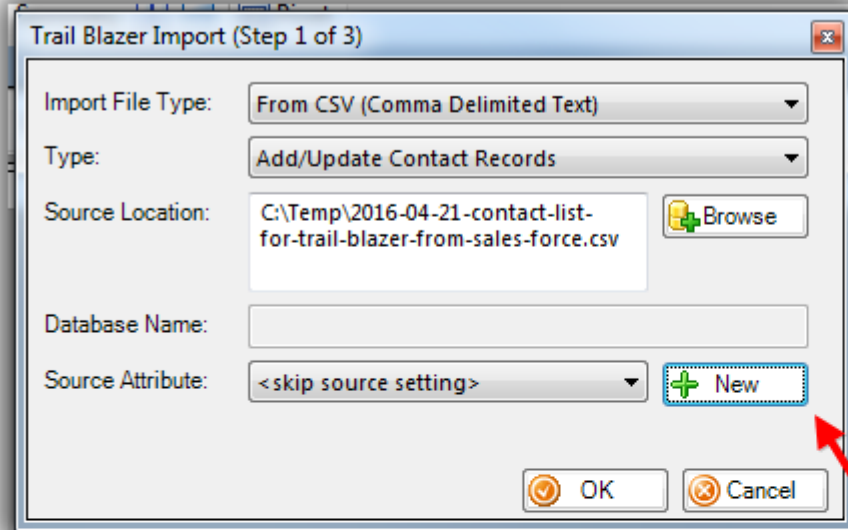 Trail Blazer Import (Step 1 of 3)
Import File Type: From CSV (Comma Delimited Text)
Type: Add/Update Contact Records
Source Location: C:\Temp\2016-04-21-contact-list- Browse
for-trail-blazer-from-sales-force.csv
Database Name:
Source Attribute: <skip source setting> New
OK Cancel